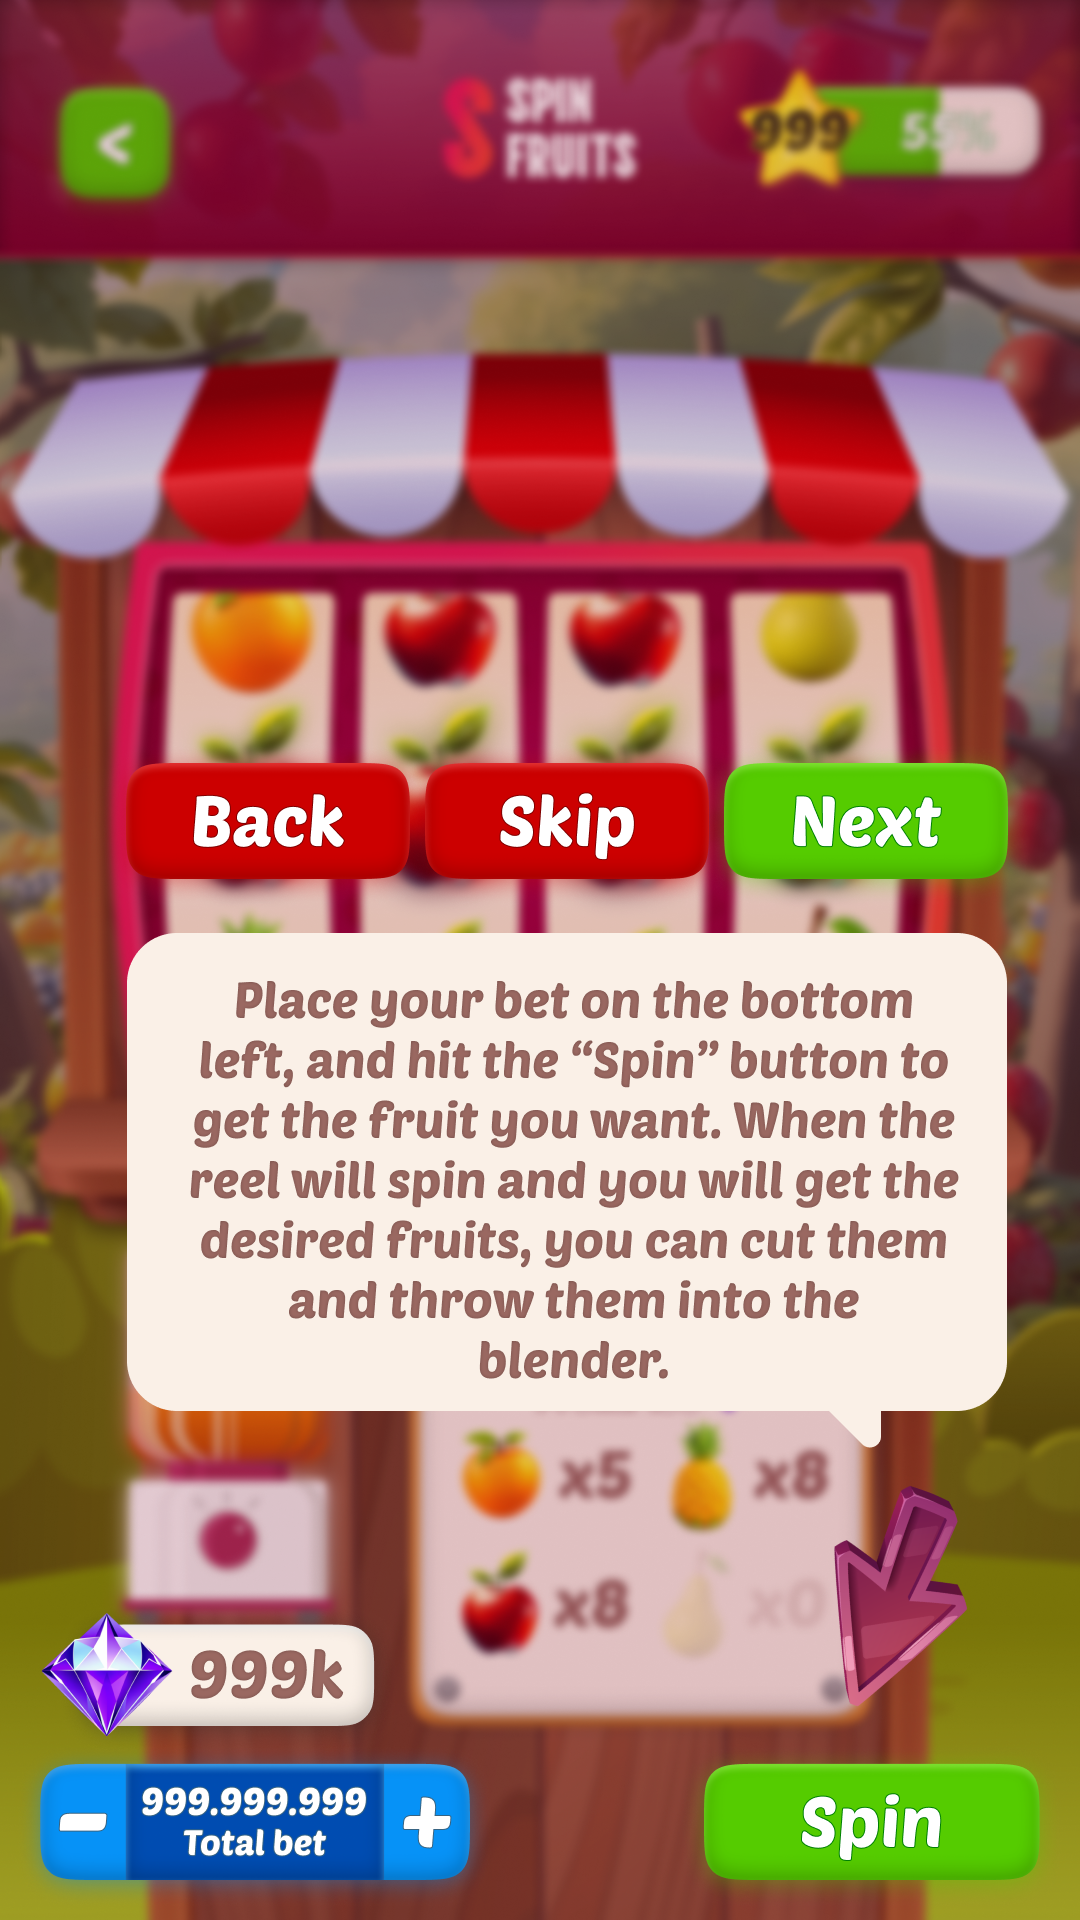 <
SPIN
FRUITS
999
55%
Back
Skip
Next
Place your bet on the bottom
left, and hit the “Spin” button to
get the fruit you want. When the
reel will spin and you will get the
desired fruits, you can cut them
and throw them into the
blender.
x5
x8
x8
x0
999k
999.999.999
Total bet
Spin